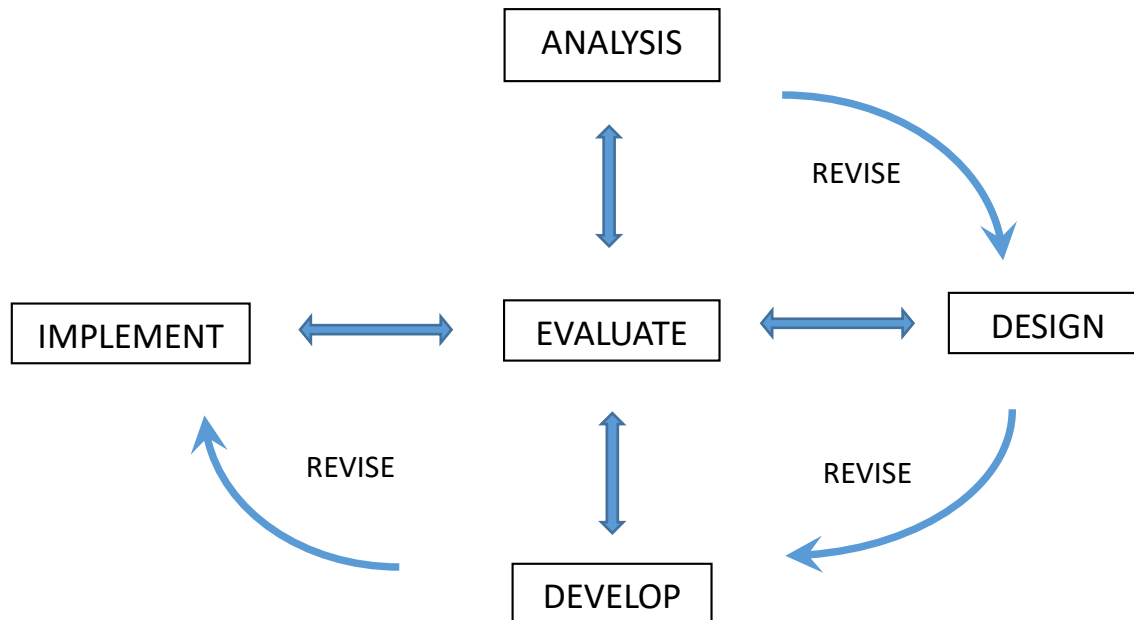 ANALYSIS
REVISE
IMPLEMENT
EVALUATE
DESIGN
REVISE
REVISE
DEVELOP